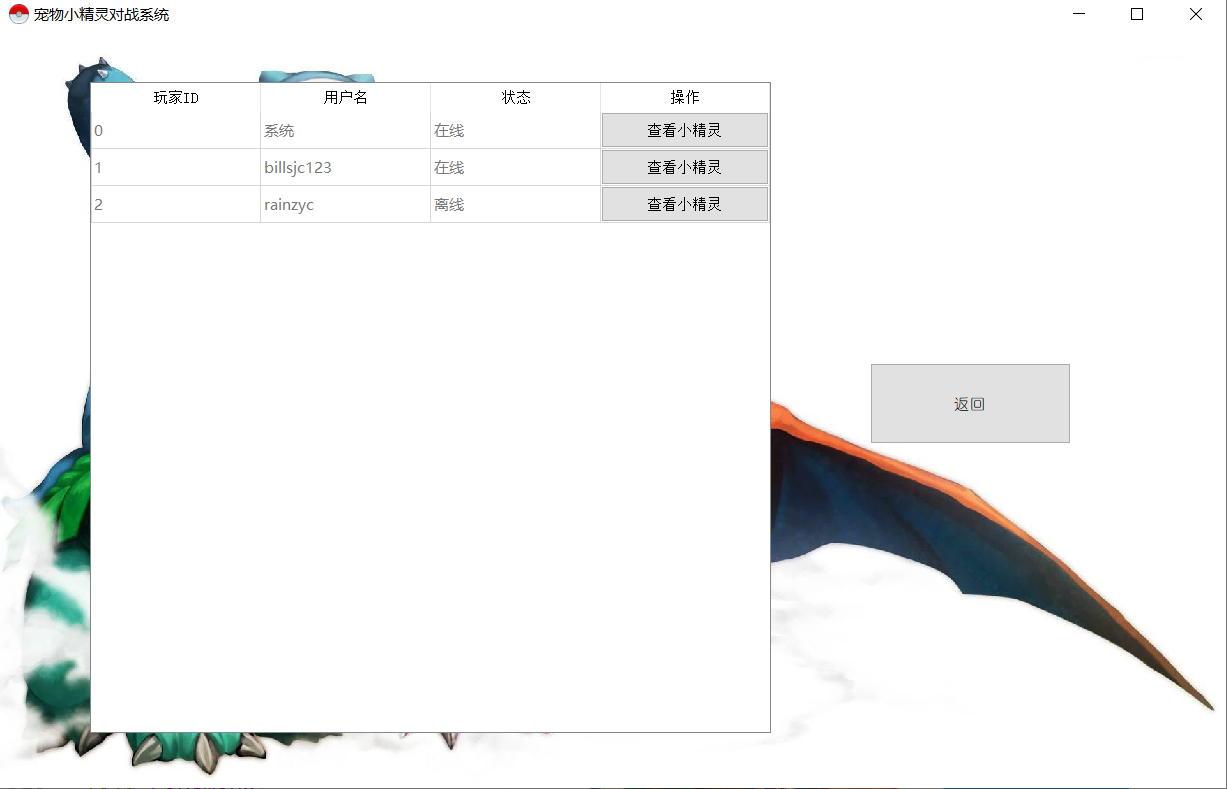 宠物小精灵对战系统
玩家ID 用户名 状态 操作
0 系统 在线 查看小精灵
1 billsjc123 在线 查看小精灵
2 rainzyc 离线 查看小精灵
返回